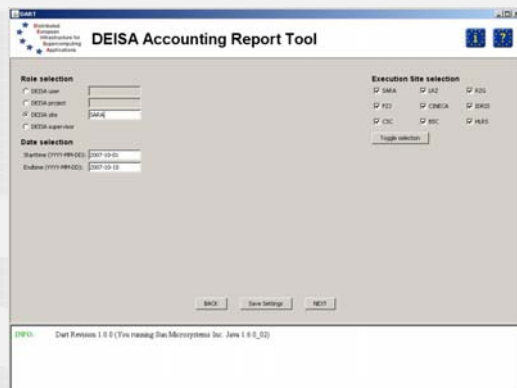 DART
Distributed
European
Infrastructure for
Supercomputing
Applications
DEISA Accounting Report Tool
Role selection
DEISA user
DEISA project
DEISA site SARA
DEISA supervisor
Date selection
Starttime (YYYY-MM-DD): 2007-10-01
Endtime (YYYY-MM-DD): 2007-10-10
Execution Site selection
SARA LRZ RZG
FZJ CINECA IDRIS
CSC BSC HLRS
Toggle selection
BACK Save Settings NEXT
INFO: Dart Revision 1.0.0 (You running Sun Microsystems Inc. Java 1.6.0_02)